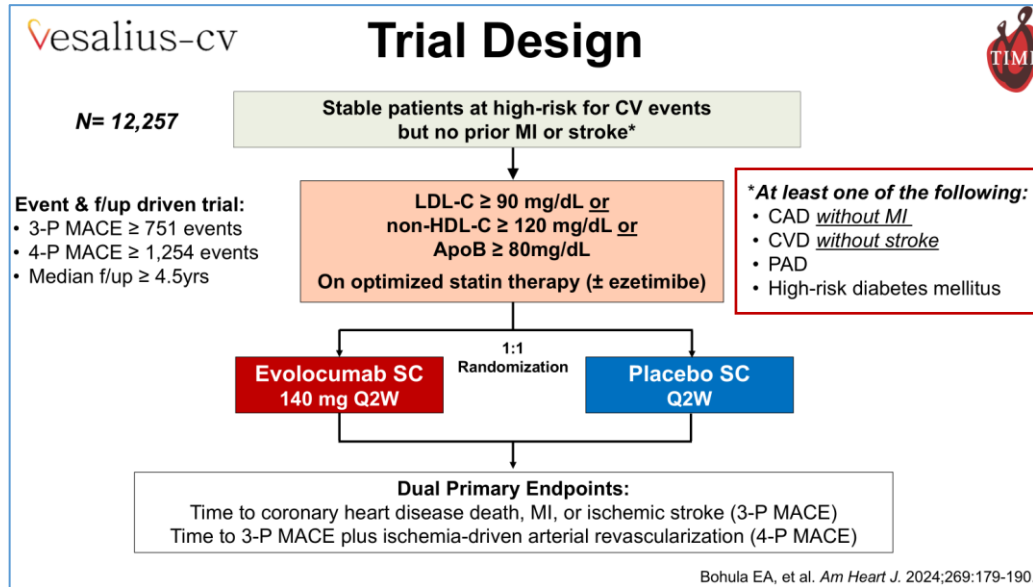 Vesalius-cv
Trial Design
TIMI
N= 12,257
Stable patients at high-risk for CV events
but no prior MI or stroke*
Event & f/up driven trial:
• 3-P MACE ≥ 751 events
• 4-P MACE ≥ 1,254 events
• Median f/up ≥ 4.5yrs
LDL-C ≥ 90 mg/dL or
non-HDL-C ≥ 120 mg/dL or
ApoB ≥ 80mg/dL
On optimized statin therapy (± ezetimibe)
*At least one of the following:
• CAD without MI
• CVD without stroke
• PAD
• High-risk diabetes mellitus
1:1
Randomization
Evolocumab SC
140 mg Q2W
Placebo SC
Q2W
Dual Primary Endpoints:
Time to coronary heart disease death, MI, or ischemic stroke (3-P MACE)
Time to 3-P MACE plus ischemia-driven arterial revascularization (4-P MACE)
Bohula EA, et al. Am Heart J. 2024;269:179-190